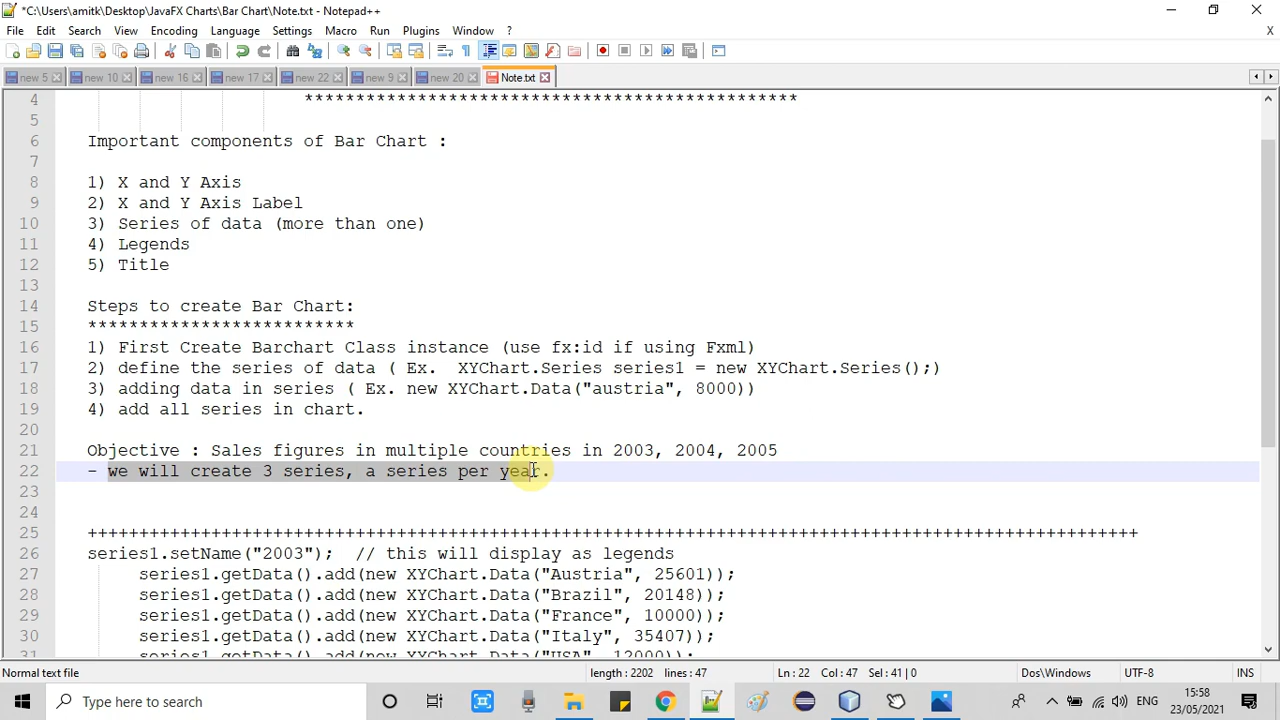 *C:\Users\amitk\Desktop\JavaFX Charts\Bar Chart\Note.txt - Notepad++
File Edit Search View Encoding Language Settings Macro Run Plugins Window ? X
new 5 new 10 new 16 new 17 new 22 new 9 new 20 Note.txt
4 ************************************************
5
6 Important components of Bar Chart :
7
8 1) X and Y Axis
9 2) X and Y Axis Label
10 3) Series of data (more than one)
11 4) Legends
12 5) Title
13
14 Steps to create Bar Chart:
15 **************************
16 1) First Create Barchart Class instance (use fx:id if using Fxml)
17 2) define the series of data ( Ex.  XYChart.Series series1 = new XYChart.Series();)
18 3) adding data in series ( Ex. new XYChart.Data("austria", 8000))
19 4) add all series in chart.
20
21 Objective : Sales figures in multiple countries in 2003, 2004, 2005
22 - we will create 3 series, a series per year.
23
24
25 ++++++++++++++++++++++++++++++++++++++++++++++++++++++++++++++++++++++++++++++++++++++++++++++++++++++
26 series1.setName("2003");  // this will display as legends
27 series1.getData().add(new XYChart.Data("Austria", 25601));
28 series1.getData().add(new XYChart.Data("Brazil", 20148));
29 series1.getData().add(new XYChart.Data("France", 10000));
30 series1.getData().add(new XYChart.Data("Italy", 35407));
31 series1.getData().add(new XYChart.Data("USA", 12000));
Normal text file length : 2202 lines : 47 Ln : 22 Col : 47 Sel : 41 | 0 Dos\Windows UTF-8 INS
Type here to search ENG 15:58
23/05/2021